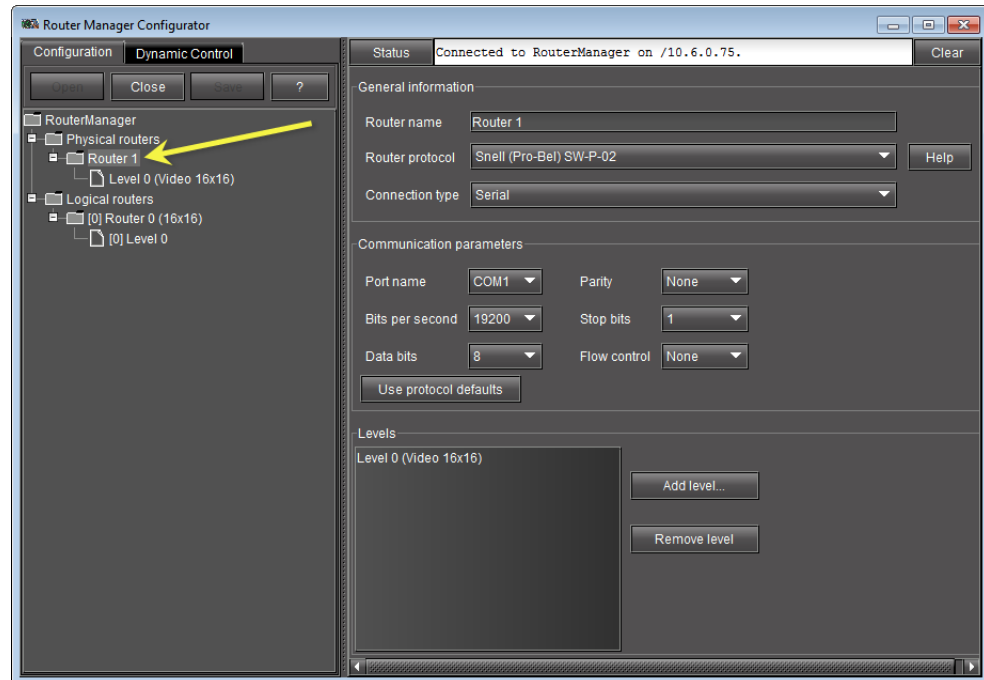 Router Manager Configurator
Configuration Dynamic Control
Open Close Save ?
RouterManager
Physical routers
Router 1
Level 0 (Video 16x16)
Logical routers
[0] Router 0 (16x16)
[0] Level 0
Status Connected to RouterManager on /10.6.0.75. Clear
General information
Router name Router 1
Router protocol Snell (Pro-Bel) SW-P-02 Help
Connection type Serial
Communication parameters
Port name COM1 Parity None
Bits per second 19200 Stop bits 1
Data bits 8 Flow control None
Use protocol defaults
Levels
Level 0 (Video 16x16)
Add level...
Remove level